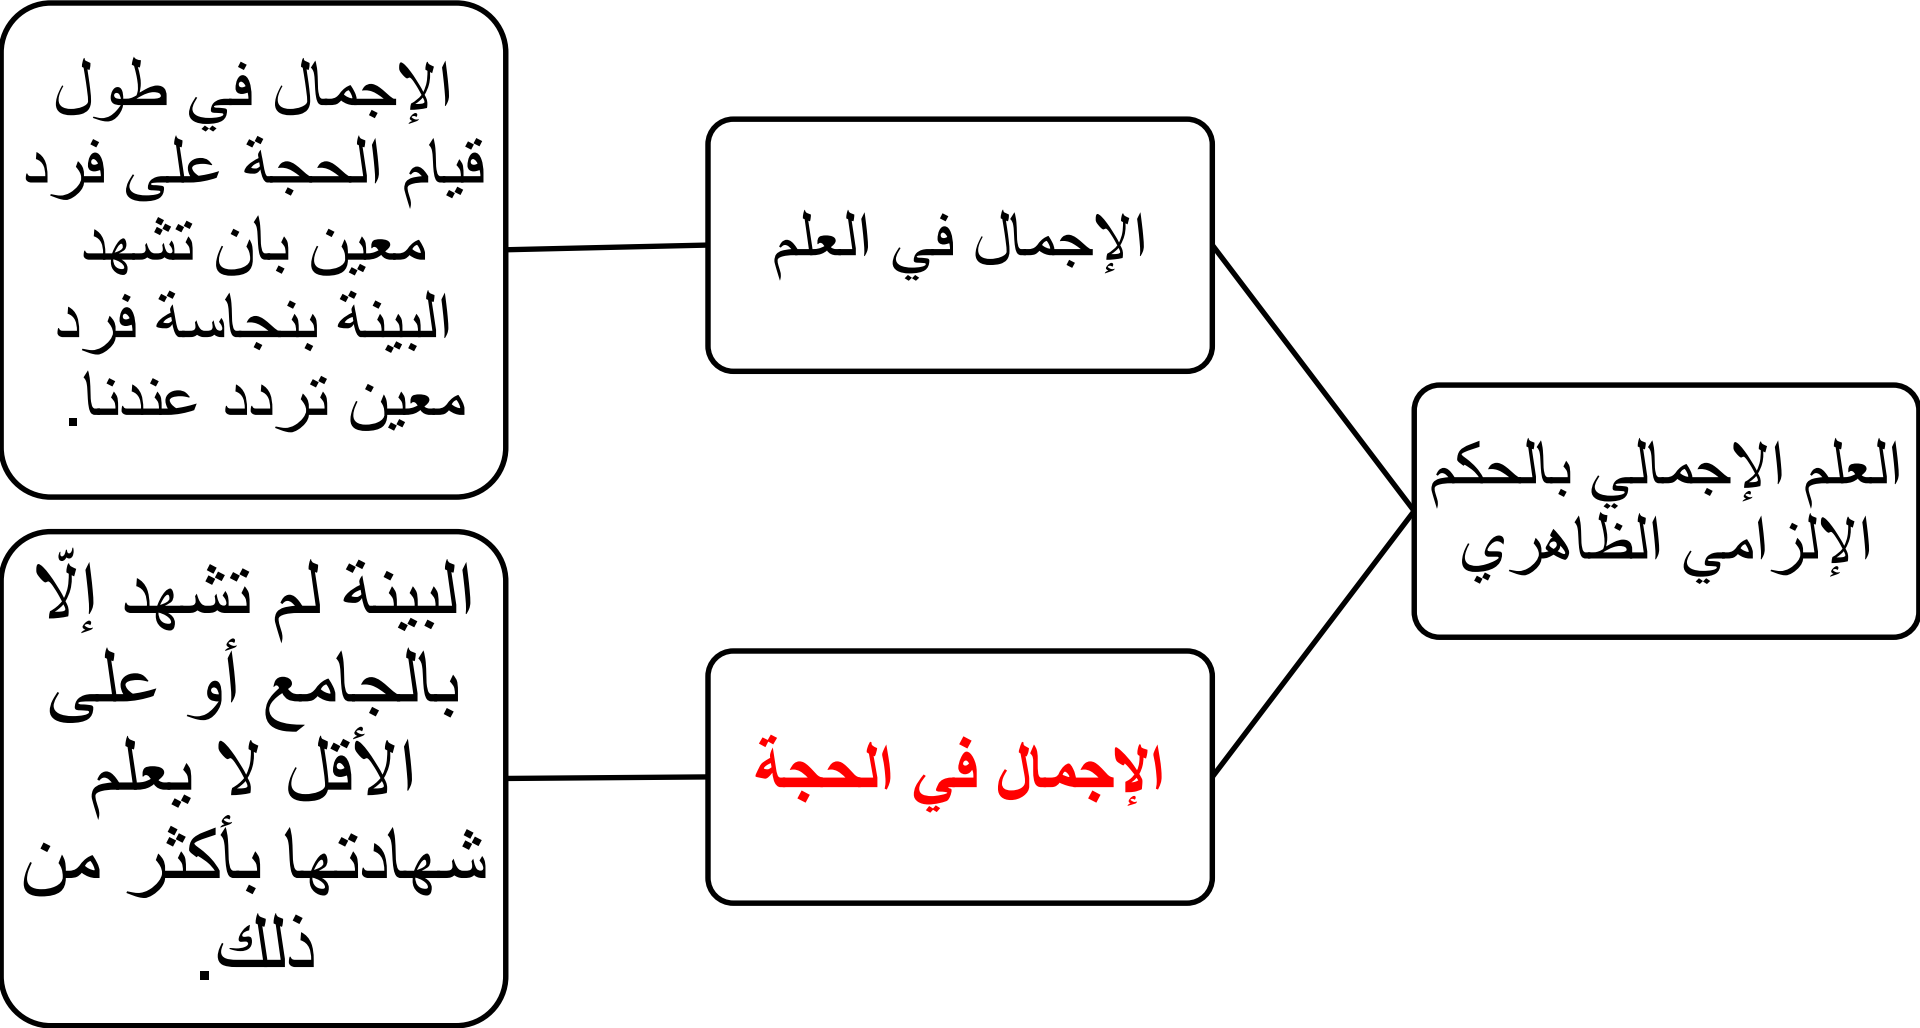 العلم الإجمالي بالحكم
الإلزامي الظاهري
الإجمال في العلم
الإجمال في طول
قيام الحجة على فرد
معين بان تشهد
البينة بنجاسة فرد
معين تردد عندنا.
الإجمال في الحجة
البينة لم تشهد إلّا
بالجامع أو على
الأقل لا يعلم
شهادتها بأكثر من
ذلك.